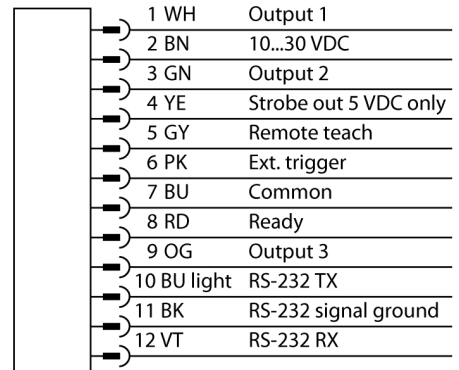 1 WH Output 1
2 BN 10...30 VDC
3 GN Output 2
4 YE Strobe out 5 VDC only
5 GY Remote teach
6 PK Ext. trigger
7 BU Common
8 RD Ready
9 OG Output 3
10 BU light RS-232 TX
11 BK RS-232 signal ground
12 VT RS-232 RX